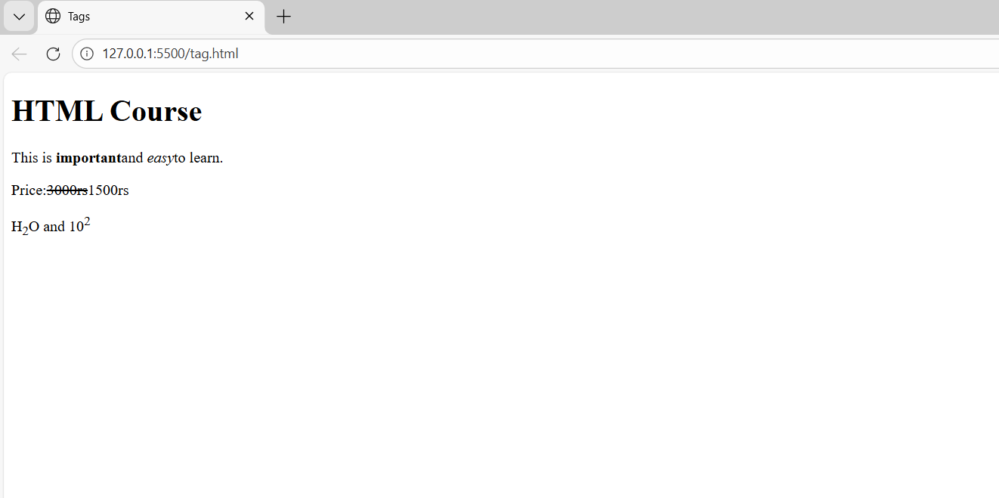 Tags
127.0.0.1:5500/tag.html
HTML Course
This is importantand easyto learn.
Price:3000rs1500rs
H₂O and 10²